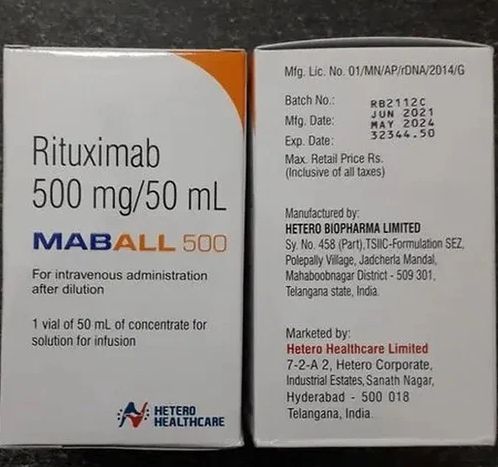 Rituximab
500 mg/50 mL
MABALL 500
For intravenous administration
after dilution
1 vial of 50 mL of concentrate for
solution for infusion
HETERO
HEALTHCARE
Mfg. Lic. No. 01/MN/AP/rDNA/2014/G
Batch No.: RB2112C
Mfg. Date: JUN 2021
Exp. Date: MAY 2024
Max. Retail Price Rs. 32344.50
(Inclusive of all taxes)
Manufactured by:
HETERO BIOPHARMA LIMITED
Sy. No. 458 (Part),TSIIC-Formulation SEZ,
Polepally Village, Jadcherla Mandal,
Mahaboobnagar District - 509 301,
Telangana state, India.
Marketed by:
Hetero Healthcare Limited
7-2-A 2, Hetero Corporate,
Industrial Estates, Sanath Nagar,
Hyderabad - 500 018
Telangana, India.